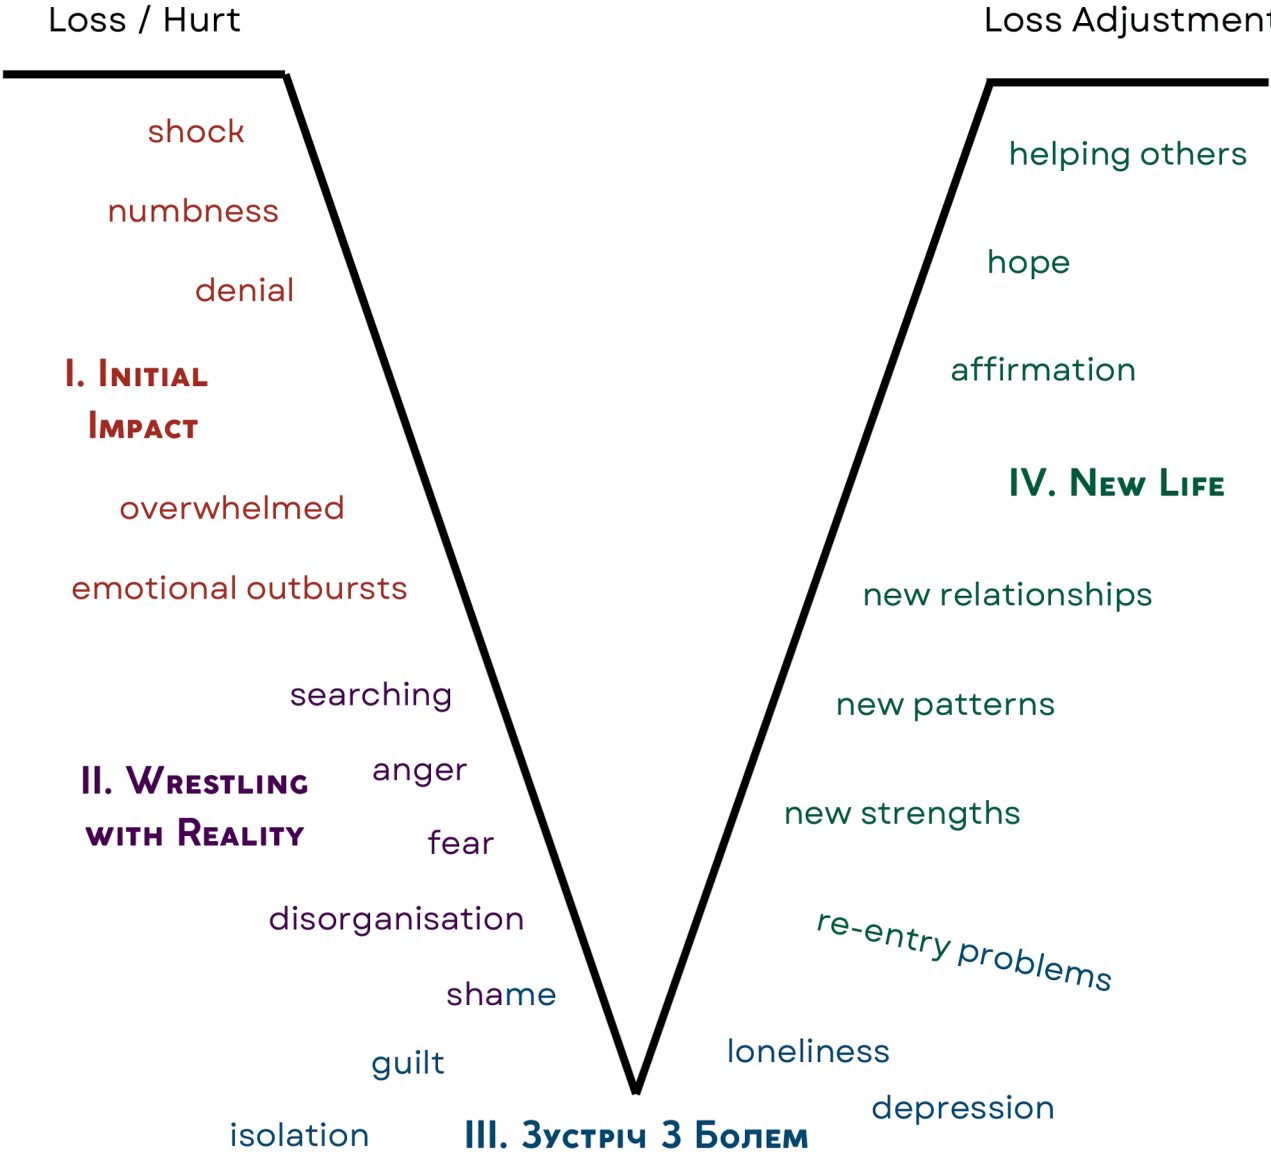 Loss / Hurt
Loss Adjustment
shock
numbness
denial
I. Initial
Impact
overwhelmed
emotional outbursts
searching
II. Wrestling
with Reality
anger
fear
disorganisation
shame
guilt
isolation
III. Зустріч З Болем
depression
loneliness
re-entry problems
new strengths
new patterns
new relationships
IV. New Life
affirmation
hope
helping others